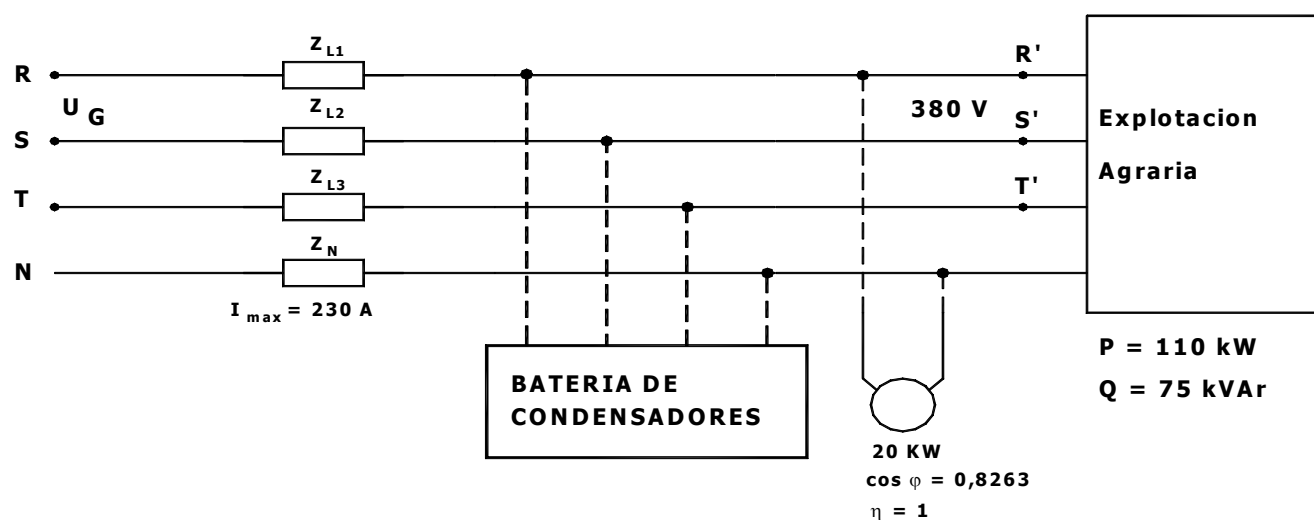 Z L1
R
R'
U G
Z L2
380 V
S
S'
Explotacion
Agraria
Z L3
T
T'
Z N
N
I max = 230 A
P = 110 kW
Q = 75 kVAr
BATERIA DE
CONDENSADORES
20 KW
cos φ = 0,8263
η = 1